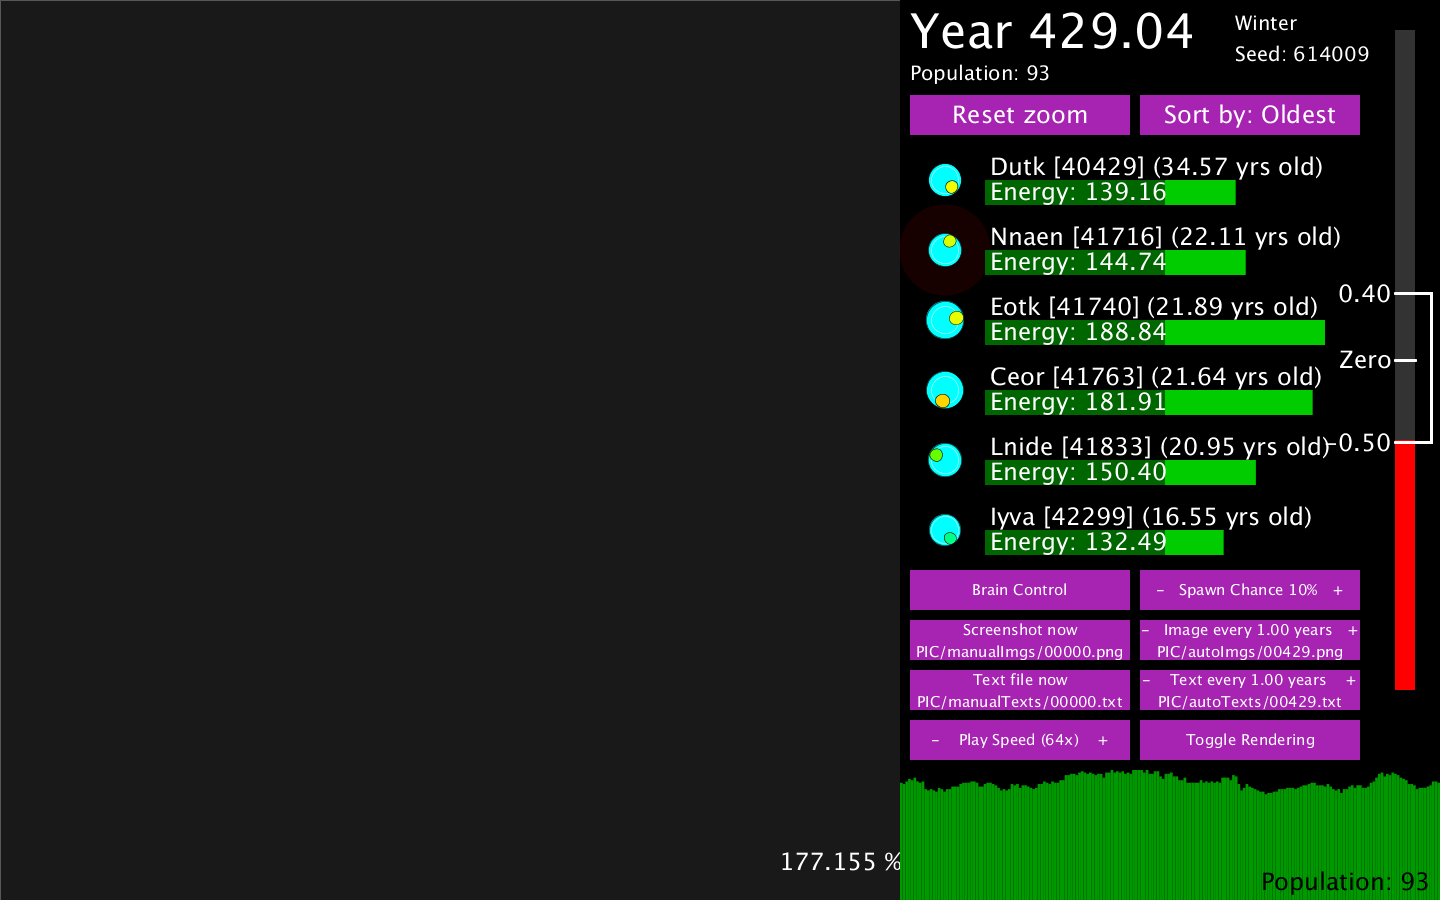 Year 429.04
Winter
Seed: 614009
Population: 93
Reset zoom
Sort by: Oldest
Dutk [40429] (34.57 yrs old)
Energy: 139.16
Nnaen [41716] (22.11 yrs old)
Energy: 144.74
Eotk [41740] (21.89 yrs old)
Energy: 188.84
Ceor [41763] (21.64 yrs old)
Energy: 181.91
Lnide [41833] (20.95 yrs old)
Energy: 150.40
Iyva [42299] (16.55 yrs old)
Energy: 132.49
0.40
Zero
-0.50
Brain Control
- Spawn Chance 10% +
Screenshot now
PIC/manualImgs/00000.png
- Image every 1.00 years +
PIC/autoImgs/00429.png
Text file now
PIC/manualTexts/00000.txt
- Text every 1.00 years +
PIC/autoTexts/00429.txt
- Play Speed (64x) +
Toggle Rendering
177.155 %
Population: 93